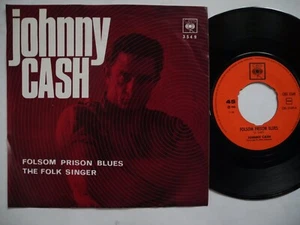 johnny
CASH
CBS
3549
FOLSOM PRISON BLUES
THE FOLK SINGER
CBS
45
FOLSOM PRISON BLUES
JOHNNY CASH